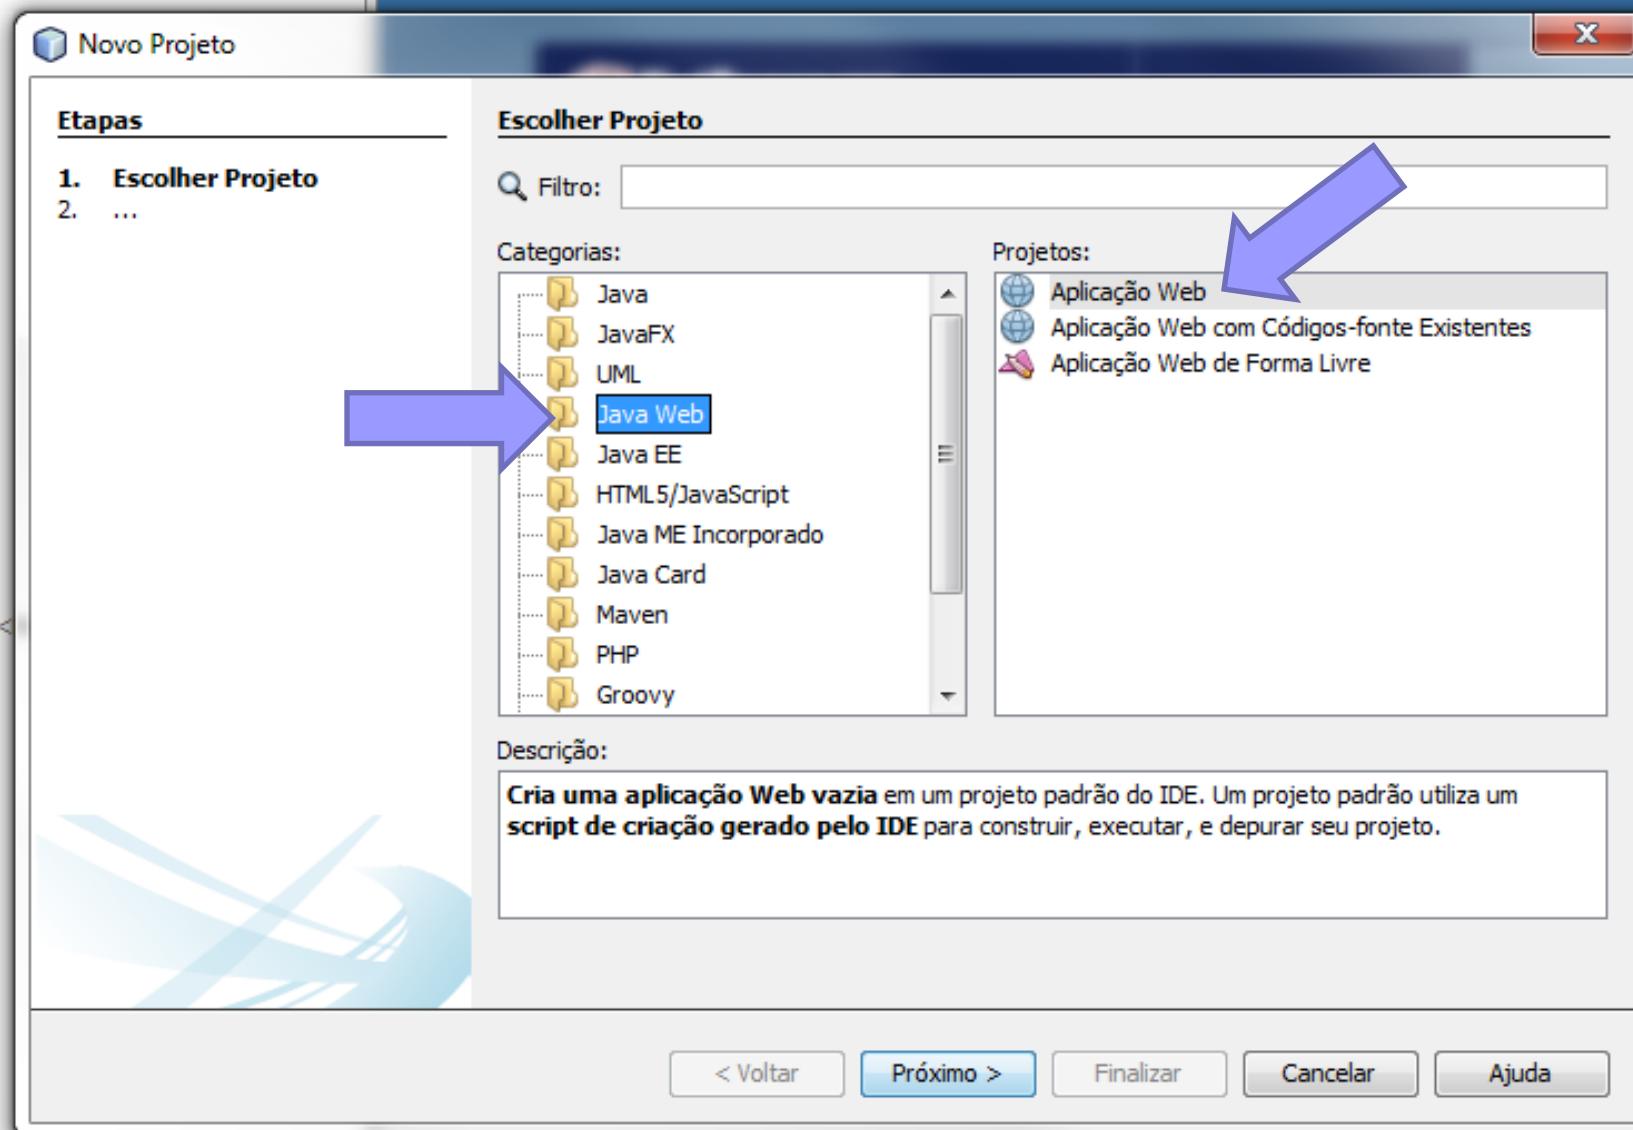 Novo Projeto
Etapas
1. Escolher Projeto
2. ...
Escolher Projeto
Filtro:
Categorias:
Java
JavaFX
UML
Java Web
Java EE
HTML5/JavaScript
Java ME Incorporado
Java Card
Maven
PHP
Groovy
Projetos:
Aplicação Web
Aplicação Web com Códigos-fonte Existentes
Aplicação Web de Forma Livre
Descrição:
Cria uma aplicação Web vazia em um projeto padrão do IDE. Um projeto padrão utiliza um
script de criação gerado pelo IDE para construir, executar, e depurar seu projeto.
< Voltar
Próximo >
Finalizar
Cancelar
Ajuda